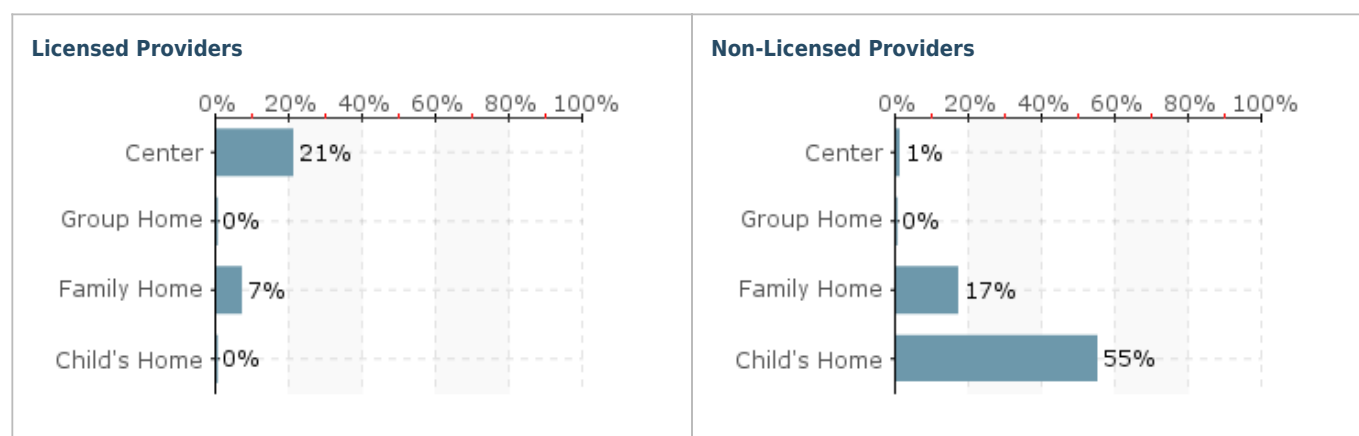 Licensed Providers
0% 20% 40% 60% 80% 100%
Center 21%
Group Home 0%
Family Home 7%
Child's Home 0%
Non-Licensed Providers
0% 20% 40% 60% 80% 100%
Center 1%
Group Home 0%
Family Home 17%
Child's Home 55%